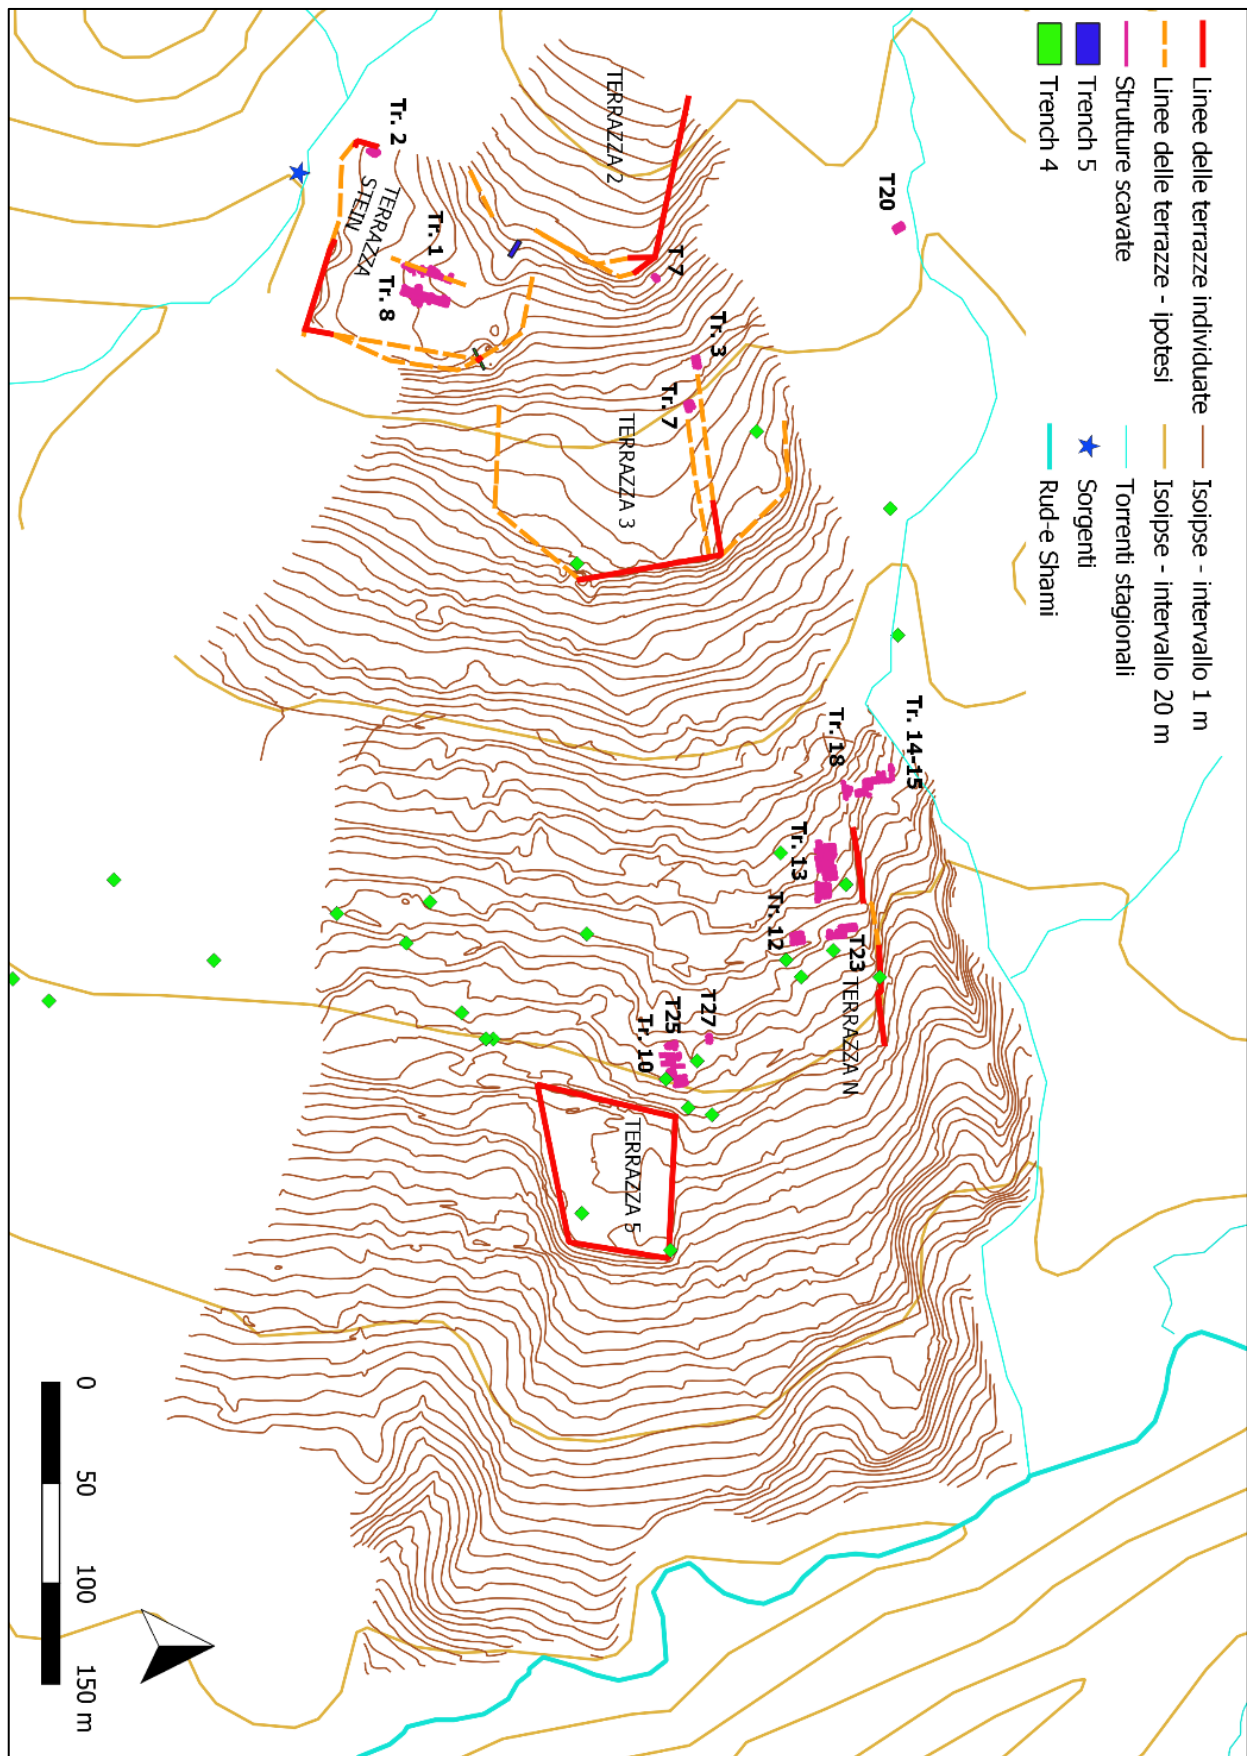 Linee delle terrazze individuate
Linee delle terrazze - ipotesi
Strutture scavate
Trench 5
Trench 4
Isoipse - intervallo 1 m
Isoipse - intervallo 20 m
Torrenti stagionali
Sorgenti
Rud-e Shami
T20
TERRAZZA 2
T 7
Tr. 2
TERRAZZA
STEIN
Tr. 1
Tr. 8
Tr. 3
Tr. 7
TERRAZZA 3
Tr. 14-15
Tr. 18
Tr. 13
Tr. 12
T23
TERRAZZA N
T27
T25
Tr. 10
TERRAZZA 5
0
50
100
150 m